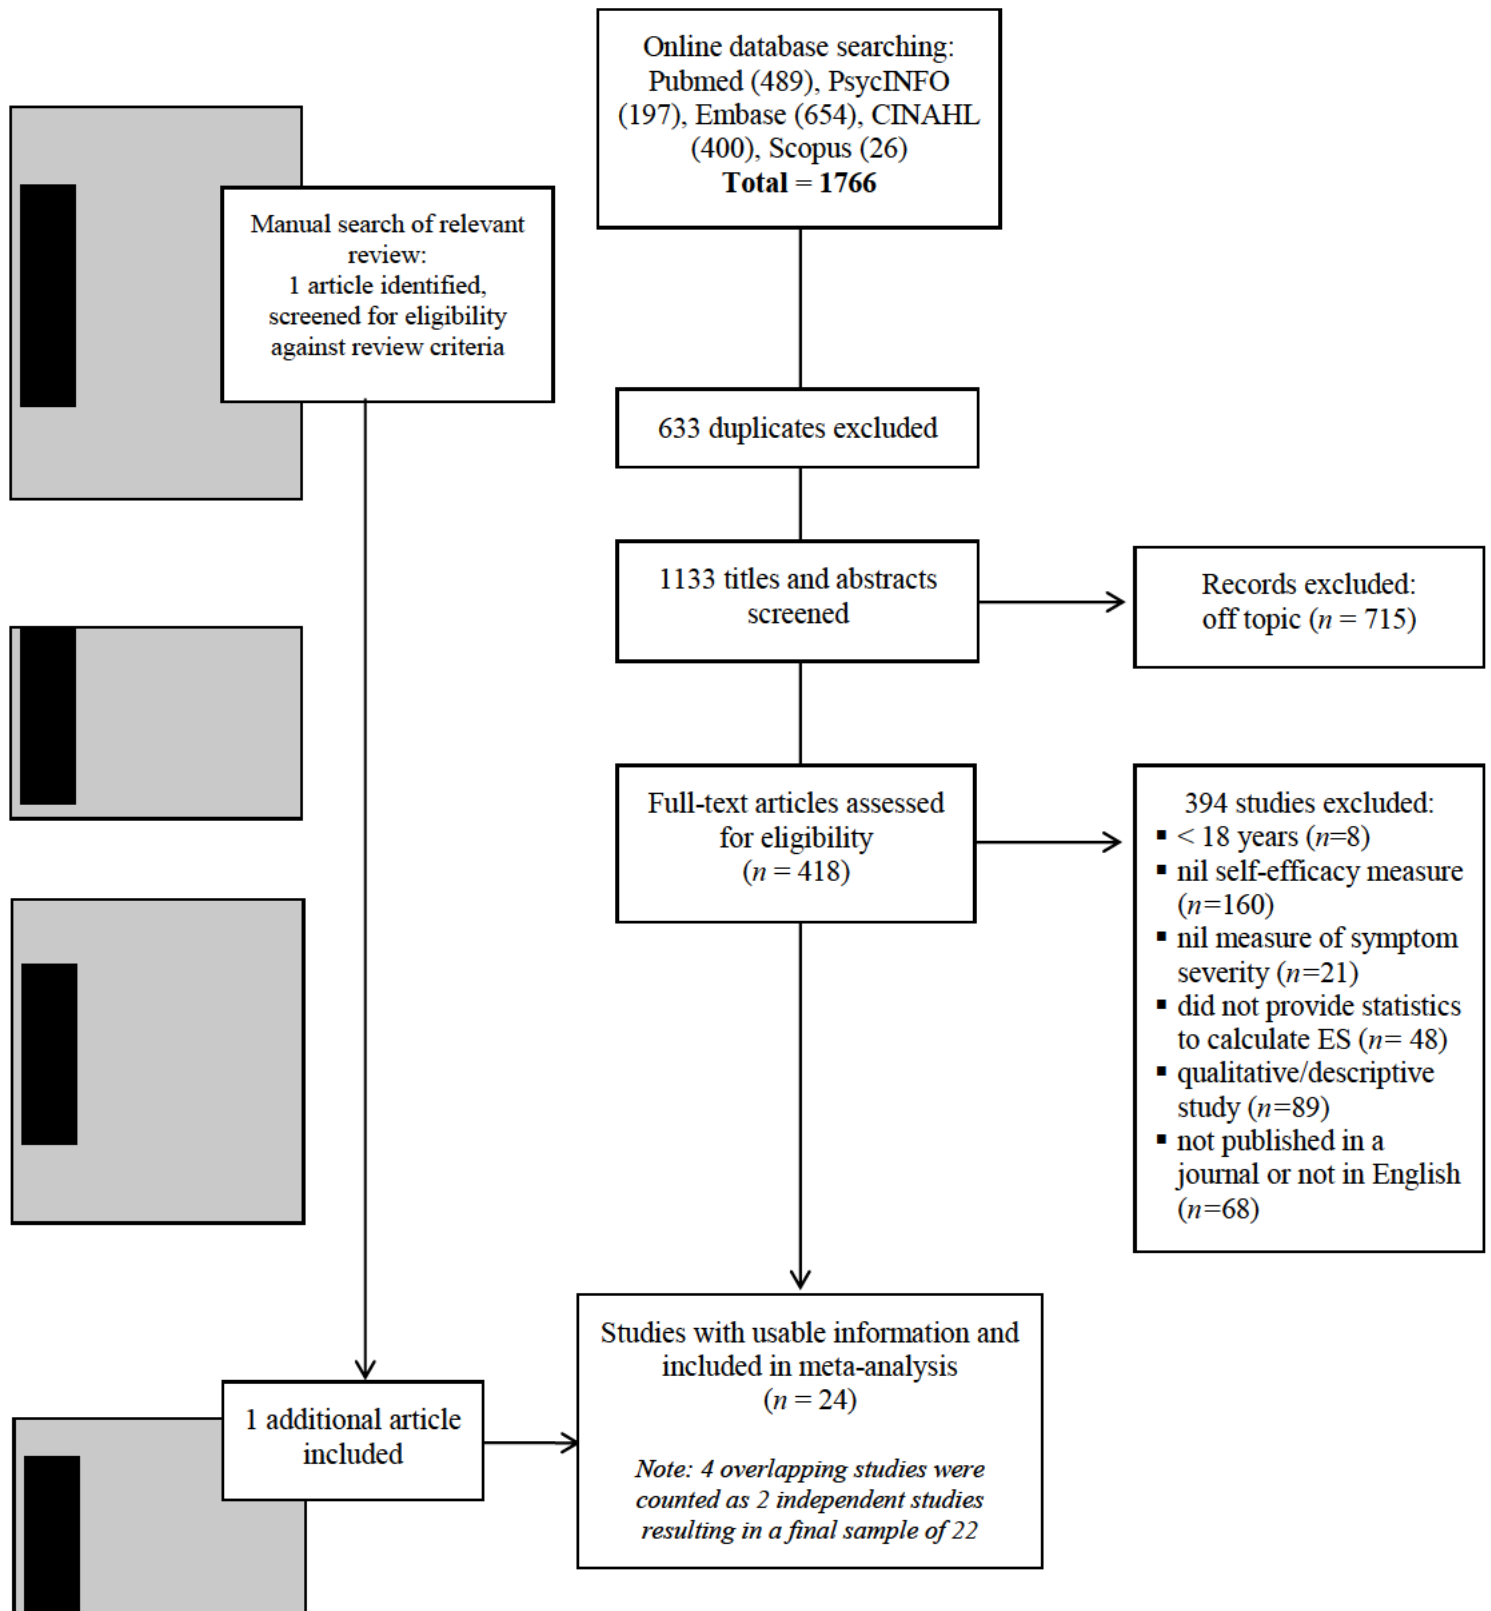 Online database searching:
Pubmed (489), PsycINFO
(197), Embase (654), CINAHL
(400), Scopus (26)
Total = 1766
Manual search of relevant
review:
1 article identified,
screened for eligibility
against review criteria
633 duplicates excluded
1133 titles and abstracts
screened
Records excluded:
off topic (n = 715)
Full-text articles assessed
for eligibility
(n = 418)
394 studies excluded:
▪ < 18 years (n=8)
▪ nil self-efficacy measure
(n=160)
▪ nil measure of symptom
severity (n=21)
▪ did not provide statistics
to calculate ES (n= 48)
▪ qualitative/descriptive
study (n=89)
▪ not published in a
journal or not in English
(n=68)
1 additional article
included
Studies with usable information and
included in meta-analysis
(n = 24)
Note: 4 overlapping studies were
counted as 2 independent studies
resulting in a final sample of 22